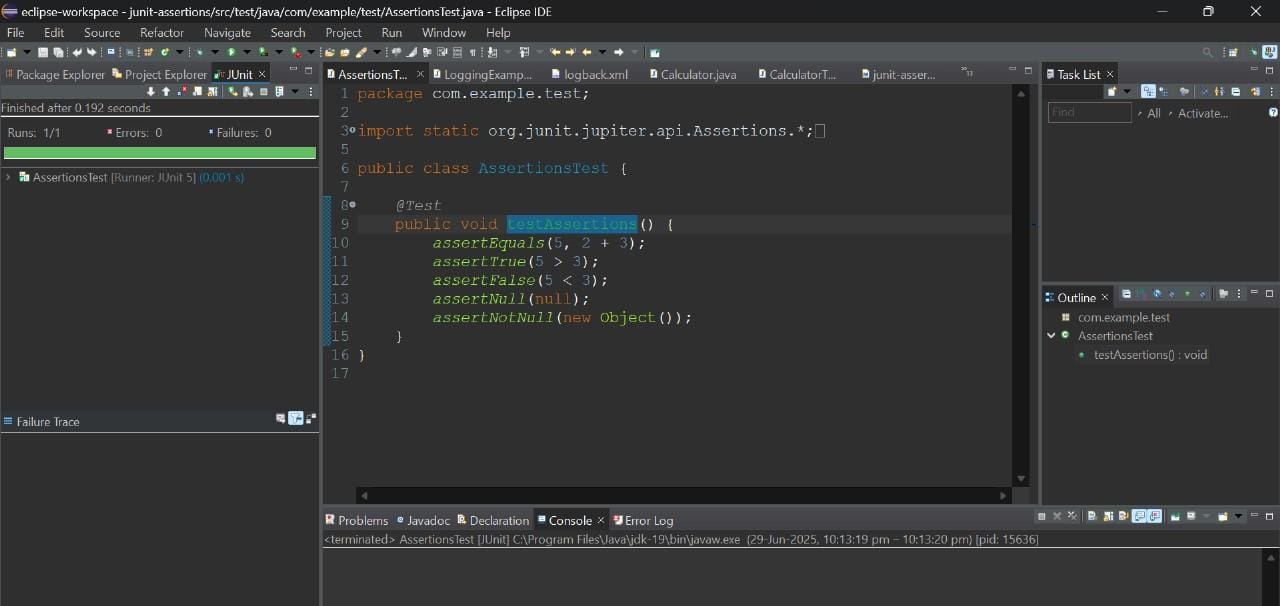 eclipse-workspace - junit-assertions/src/test/java/com/example/test/AssertionsTest.java - Eclipse IDE
File Edit Source Refactor Navigate Search Project Run Window Help
Package Explorer Project Explorer JUnit
Finished after 0.192 seconds
Runs: 1/1 Errors: 0 Failures: 0
AssertionsTest [Runner: JUnit 5] (0.001 s)
Failure Trace
AssertionsT... LoggingExamp... logback.xml Calculator.java CalculatorT... junit-asser... »13
1 package com.example.test;
2
3 import static org.junit.jupiter.api.Assertions.*;
5
6 public class AssertionsTest {
7
8 @Test
9 public void testAssertions() {
10 assertEquals(5, 2 + 3);
11 assertTrue(5 > 3);
12 assertFalse(5 < 3);
13 assertNull(null);
14 assertNotNull(new Object());
15 }
16 }
17
Task List
Find All Activate...
Outline
com.example.test
AssertionsTest
testAssertions() : void
Problems Javadoc Declaration Console Error Log
<terminated> AssertionsTest [JUnit] C:\Program Files\Java\jdk-19\bin\javaw.exe (29-Jun-2025, 10:13:19 pm – 10:13:20 pm) [pid: 15636]